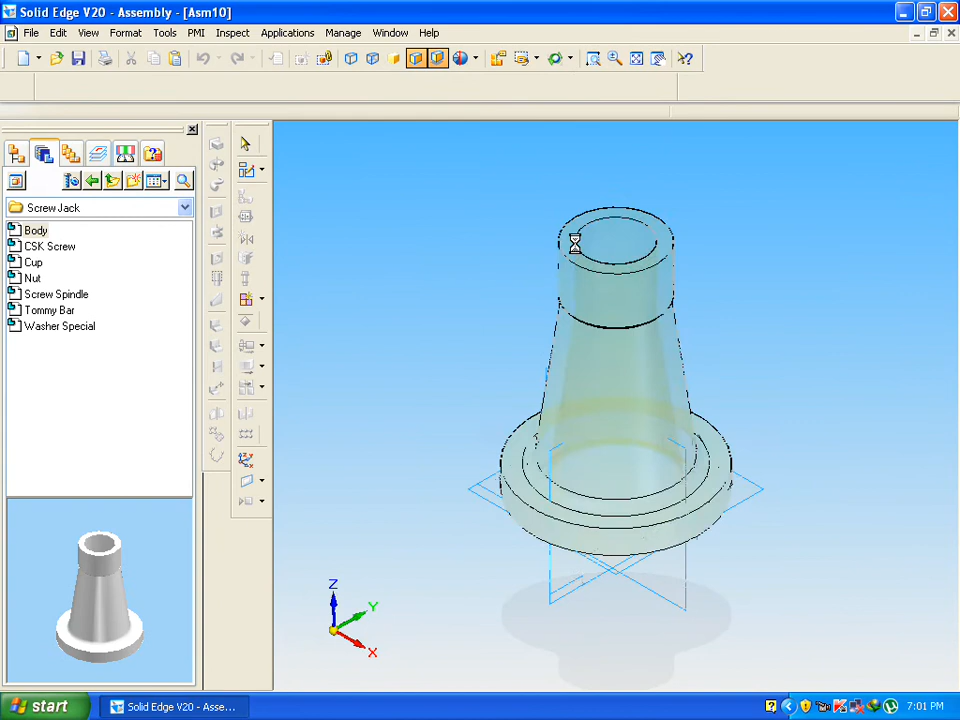 Solid Edge V20 - Assembly - [Asm10]
File Edit View Format Tools PMI Inspect Applications Manage Window Help
Screw Jack
Body
CSK Screw
Cup
Nut
Screw Spindle
Tommy Bar
Washer Special
Z
Y
X
start
Solid Edge V20 - Asse...
7:01 PM